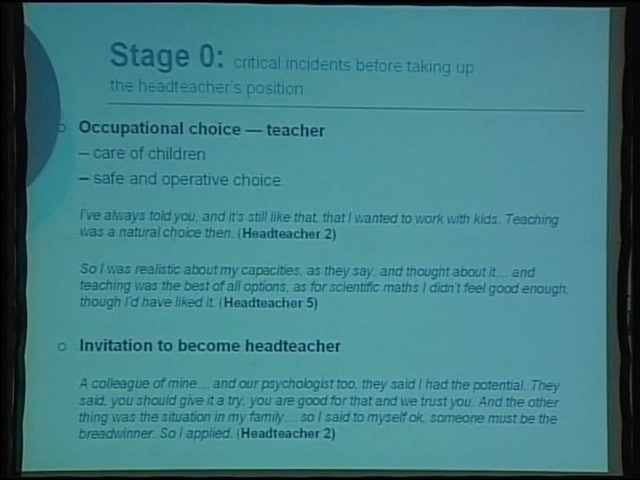 Stage 0: critical incidents before taking up
the headteacher's position
Occupational choice — teacher
– care of children
– safe and operative choice
I've always told you, and it's still like that, that I wanted to work with kids. Teaching
was a natural choice then. (Headteacher 2)
So I was realistic about my capacities, as they say, and thought about it... and
teaching was the best of all options, as for scientific maths I didn't feel good enough,
though I'd have liked it. (Headteacher 5)
Invitation to become headteacher
A colleague of mine... and our psychologist too, they said I had the potential. They
said, you should give it a try, you are good for that and we trust you. And the other
thing was the situation in my family... so I said to myself ok, someone must be the
breadwinner. So I applied. (Headteacher 2)